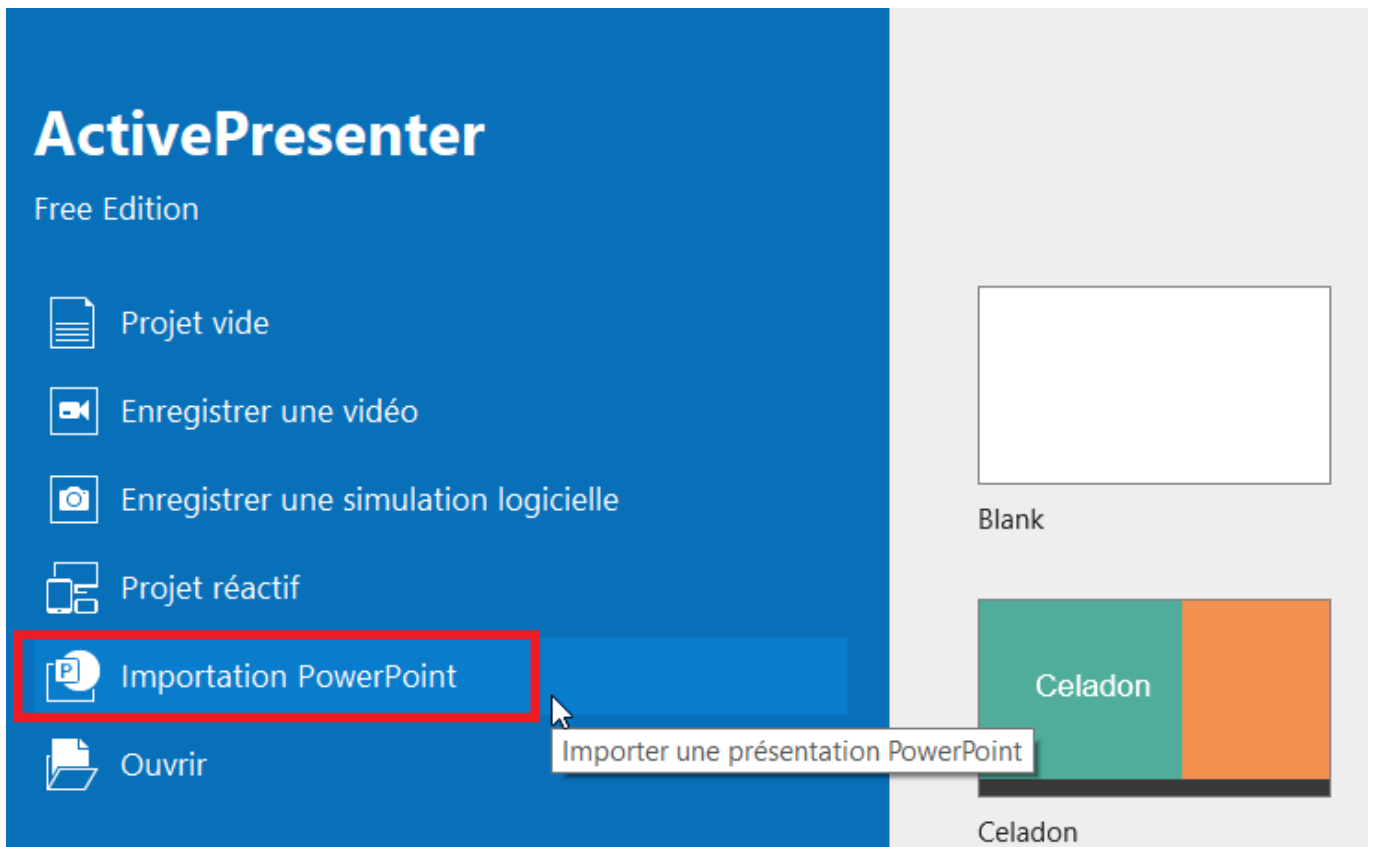 ActivePresenter
Free Edition
Projet vide
Enregistrer une vidéo
Enregistrer une simulation logicielle
Projet réactif
Importation PowerPoint
Importer une présentation PowerPoint
Ouvrir
Blank
Celadon
Celadon